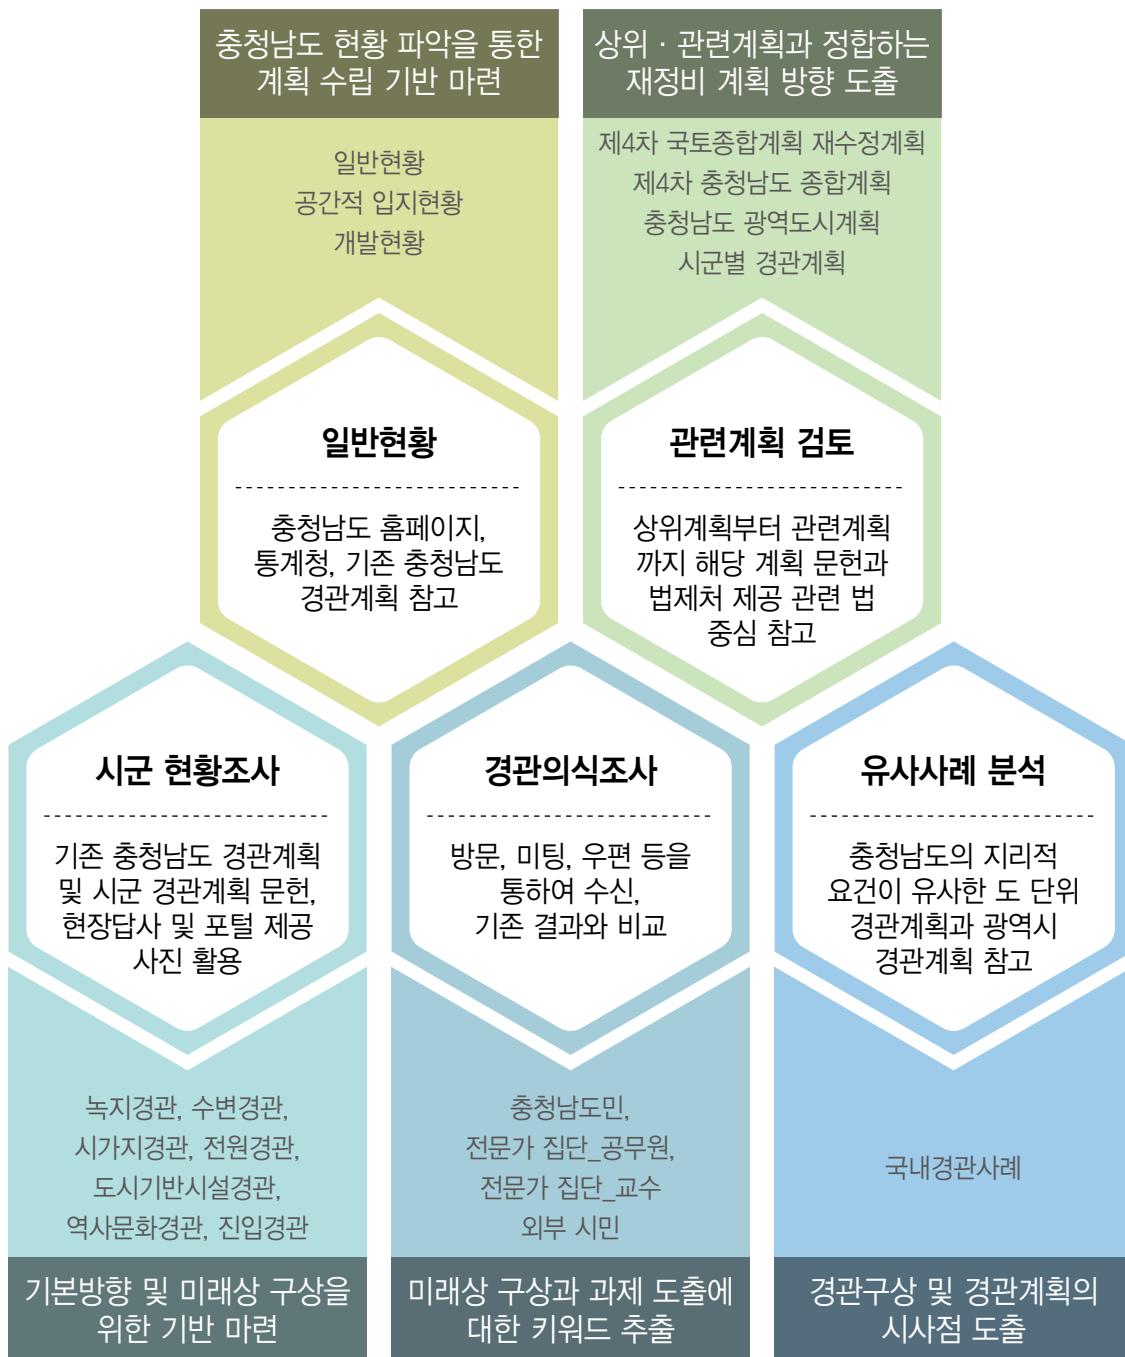 충청남도 현황 파악을 통한
계획 수립 기반 마련
일반현황
공간적 입지현황
개발현황
일반현황
충청남도 홈페이지,
통계청, 기존 충청남도
경관계획 참고
상위 · 관련계획과 정합하는
재정비 계획 방향 도출
제4차 국토종합계획 재수정계획
제4차 충청남도 종합계획
충청남도 광역도시계획
시군별 경관계획
관련계획 검토
상위계획부터 관련계획
까지 해당 계획 문헌과
법제처 제공 관련 법
중심 참고
시군 현황조사
기존 충청남도 경관계획
및 시군 경관계획 문헌,
현장답사 및 포털 제공
사진 활용
녹지경관, 수변경관,
시가지경관, 전원경관,
도시기반시설경관,
역사문화경관, 진입경관
기본방향 및 미래상 구상을
위한 기반 마련
경관의식조사
방문, 미팅, 우편 등을
통하여 수신,
기존 결과와 비교
충청남도민,
전문가 집단_공무원,
전문가 집단_교수
외부 시민
미래상 구상과 과제 도출에
대한 키워드 추출
유사사례 분석
충청남도의 지리적
요건이 유사한 도 단위
경관계획과 광역시
경관계획 참고
국내경관사례
경관구상 및 경관계획의
시사점 도출